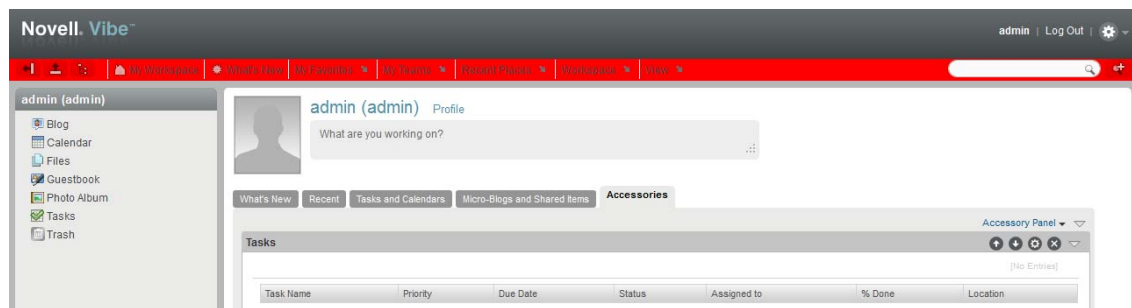 Novell. Vibe™
admin | Log Out |
My Workspace What's New My Favorites My Teams Recent Places Workspace View
admin (admin)
Blog
Calendar
Files
Guestbook
Photo Album
Tasks
Trash
admin (admin) Profile
What are you working on?
What's New Recent Tasks and Calendars Micro-Blogs and Shared Items Accessories
Accessory Panel
Tasks
[No Entries]
Task Name Priority Due Date Status Assigned to % Done Location